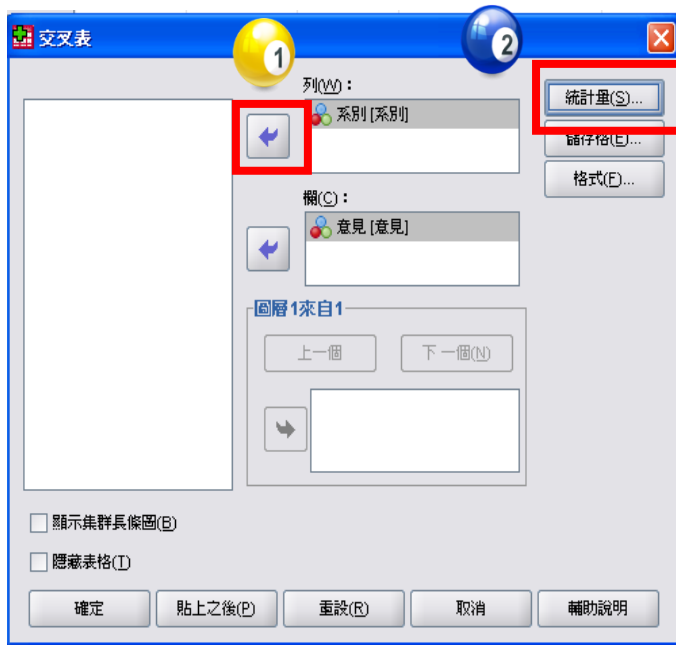 交叉表
1
2
列(W)：
系別 [系別]
統計量(S)...
儲存格(E)...
格式(F)...
欄(C)：
意見 [意見]
圖層1來自1
上一個
下一個(N)
顯示集群長條圖(B)
隱藏表格(T)
確定
貼上之後(P)
重設(R)
取消
輔助說明